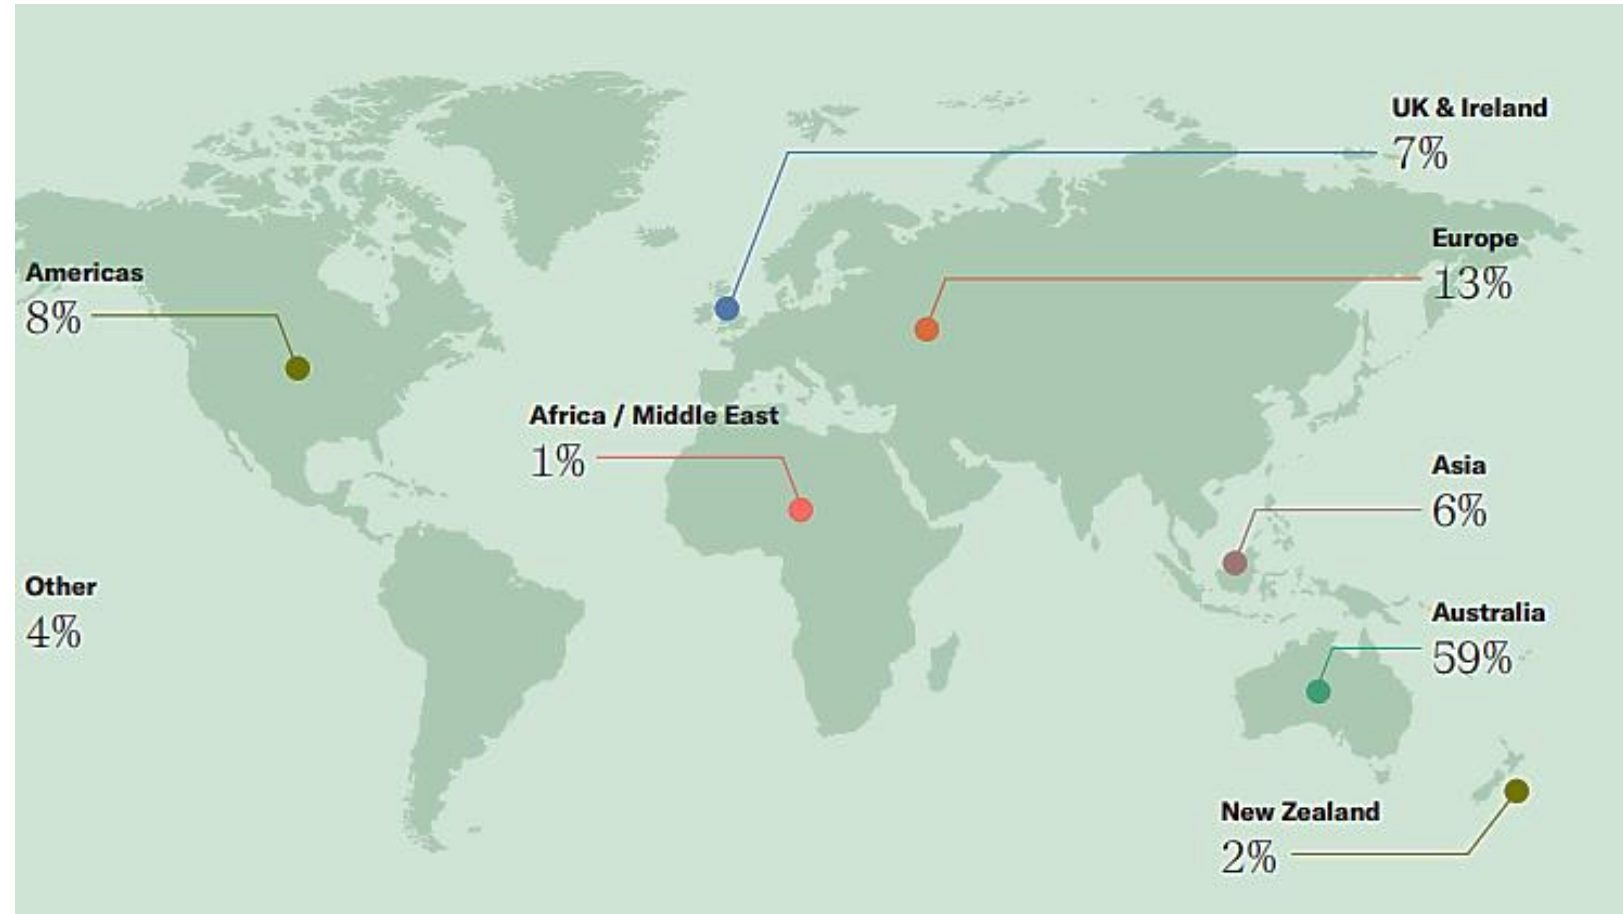 UK & Ireland
7%
Europe
13%
Americas
8%
Africa / Middle East
1%
Asia
6%
Other
4%
Australia
59%
New Zealand
2%